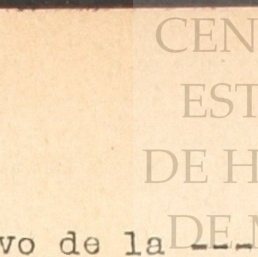 CEN
EST
DE H
DE
vo de la ----